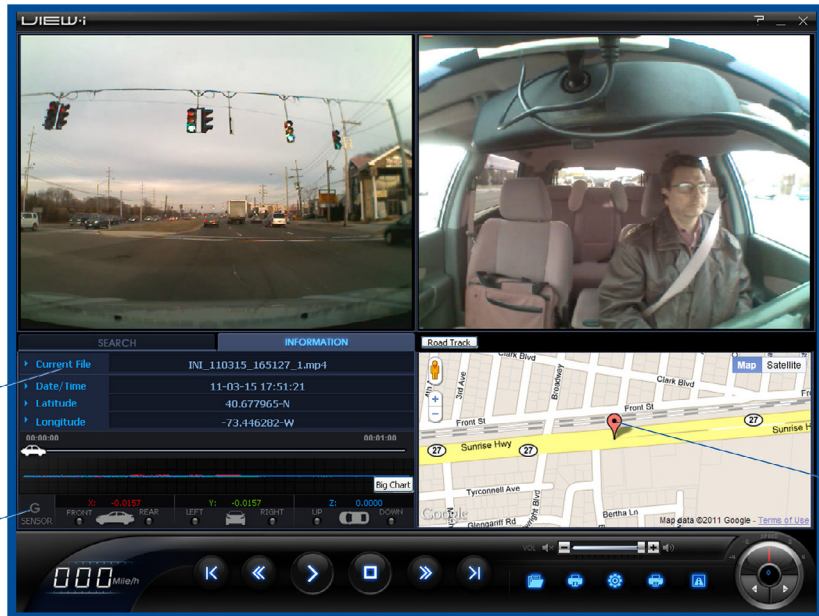 VIEW·i
? _ X
SEARCH
INFORMATION
Current File
INI_110315_165127_1.mp4
Date/Time
11-03-15 17:51:21
Latitude
40.677965-N
Longitude
-73.446282-W
00:00:00
00:01:00
Big Chart
G
SENSOR
X: -0.0157
Y: -0.0157
Z: 0.0000
FRONT
REAR
LEFT
RIGHT
UP
DOWN
Road Track
Map
Satellite
Clark Blvd
3rd Ave
Broadway
Clark Blvd
Front St
Front St
27
Sunrise Hwy
27
27
Sunrise H
Tyrconnell Ave
Bertha Ln
Glengariff Rd
Google
Map data ©2011 Google - Terms of Use
000 Mile/h
VOL